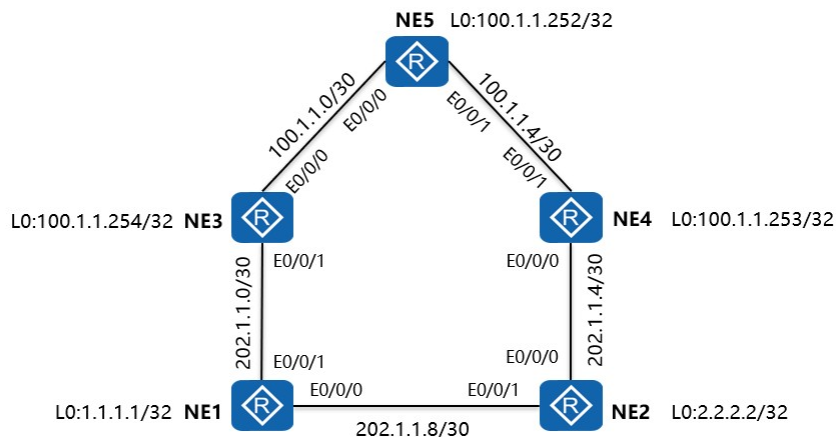 NE5 L0:100.1.1.252/32
100.1.1.0/30
E0/0/0
E0/0/1
100.1.1.4/30
E0/0/0
E0/0/1
L0:100.1.1.254/32 NE3
NE4 L0:100.1.1.253/32
E0/0/1
E0/0/0
202.1.1.0/30
202.1.1.4/30
E0/0/1
E0/0/0
E0/0/0
E0/0/1
L0:1.1.1.1/32 NE1
NE2 L0:2.2.2.2/32
202.1.1.8/30
R
R
R
R
R